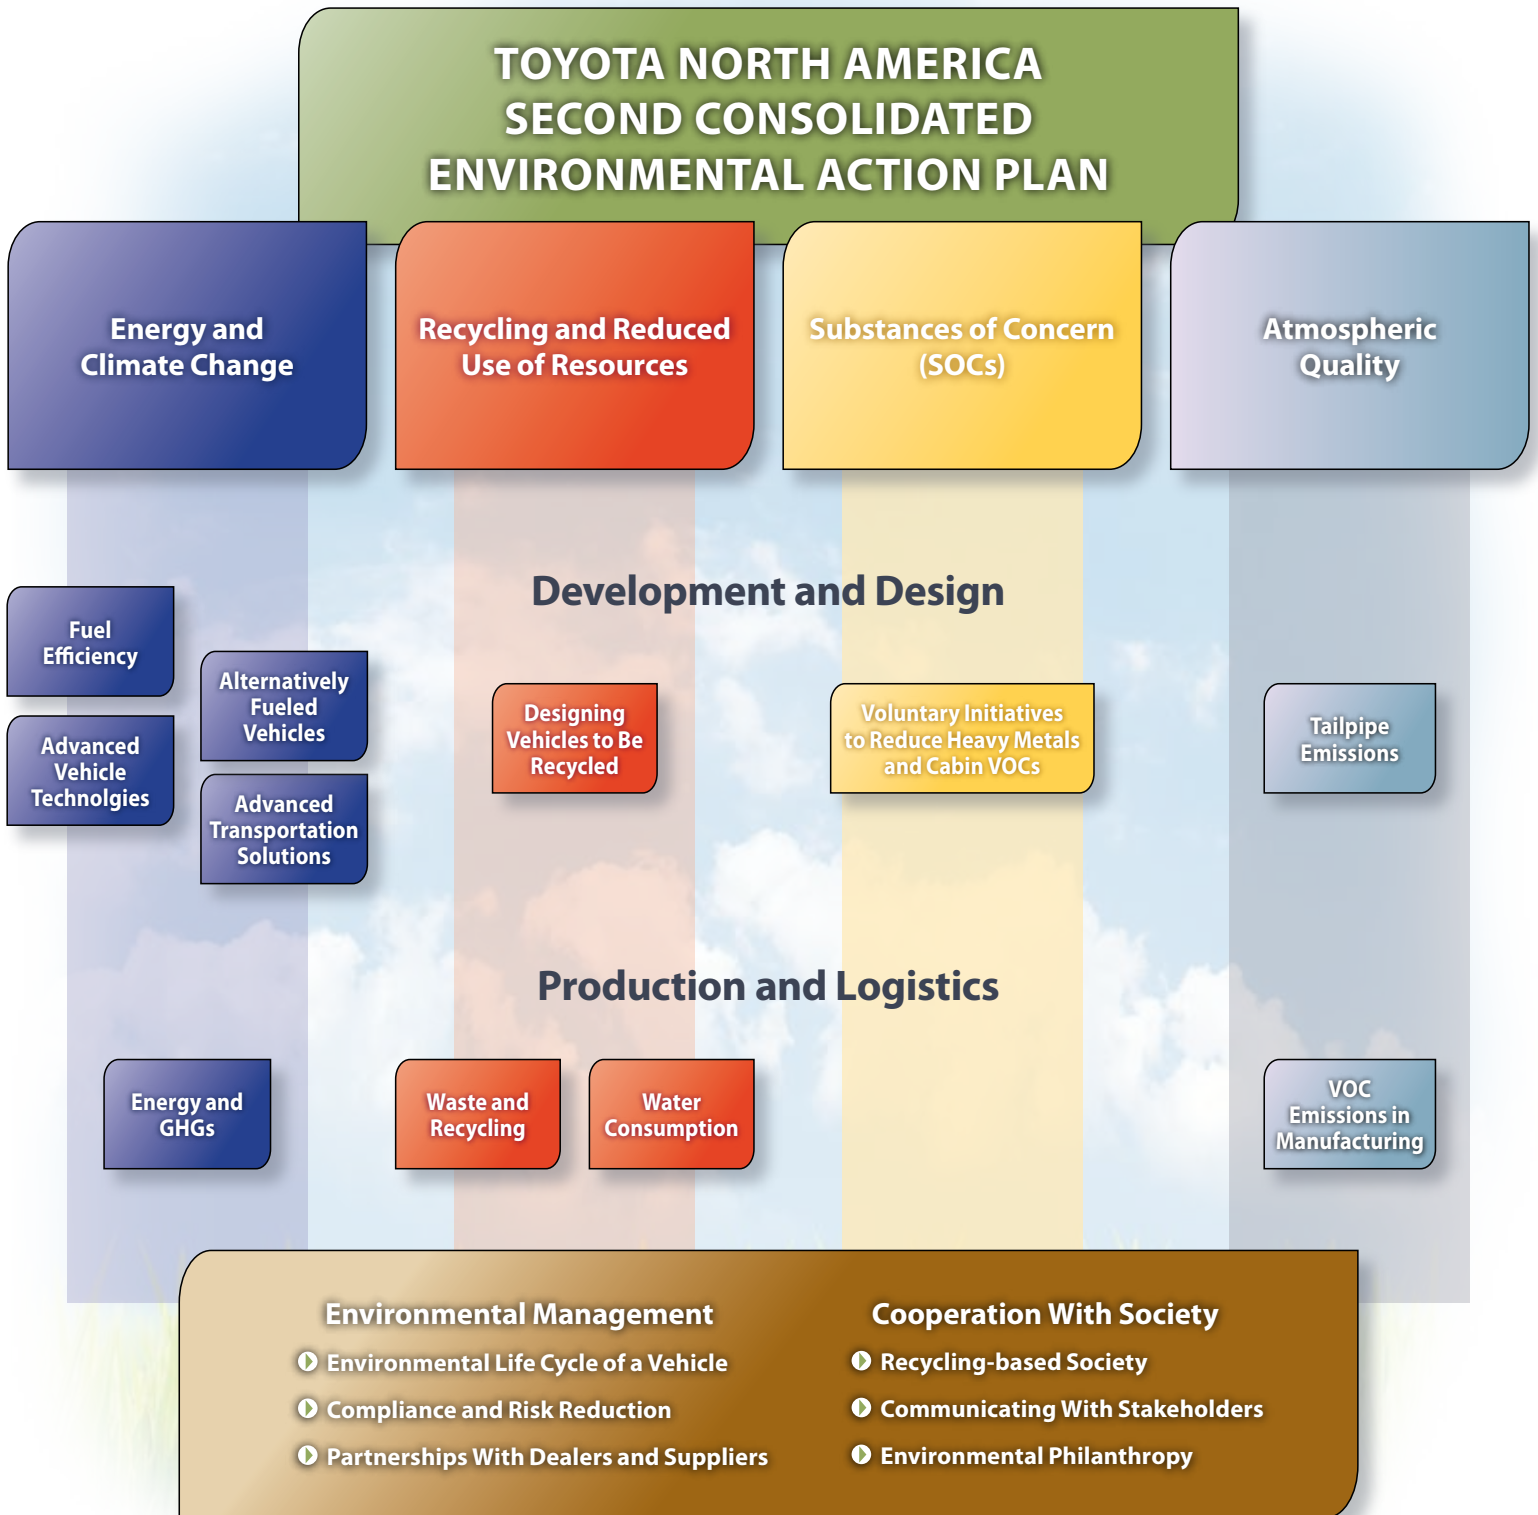 TOYOTA NORTH AMERICA
SECOND CONSOLIDATED
ENVIRONMENTAL ACTION PLAN
Energy and
Climate Change
Recycling and Reduced
Use of Resources
Substances of Concern
(SOCs)
Atmospheric
Quality
Development and Design
Fuel
Efficiency
Advanced
Vehicle
Technolgies
Alternatively
Fueled
Vehicles
Advanced
Transportation
Solutions
Designing
Vehicles to Be
Recycled
Voluntary Initiatives
to Reduce Heavy Metals
and Cabin VOCs
Tailpipe
Emissions
Production and Logistics
Energy and
GHGs
Waste and
Recycling
Water
Consumption
VOC
Emissions in
Manufacturing
Environmental Management
Environmental Life Cycle of a Vehicle
Compliance and Risk Reduction
Partnerships With Dealers and Suppliers
Cooperation With Society
Recycling-based Society
Communicating With Stakeholders
Environmental Philanthropy